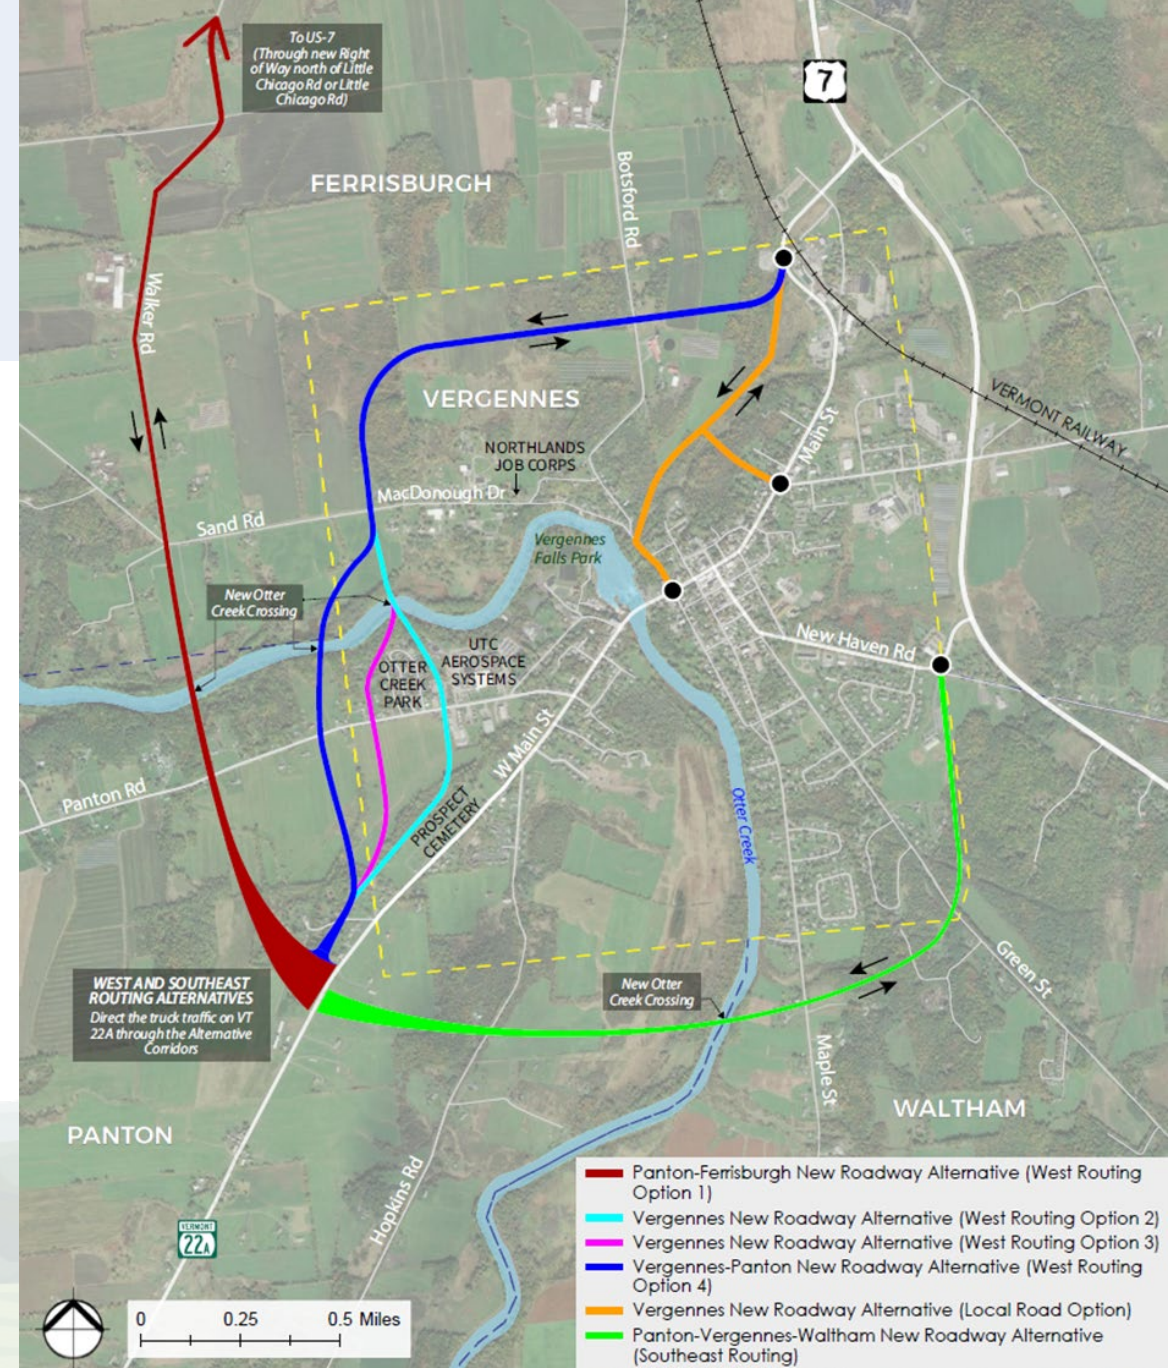 To US-7
(Through new Right
of Way north of Little
Chicago Rd or Little
Chicago Rd)
7
FERRISBURGH
Botsford Rd
Walker Rd
VERGENNES
VERMONT RAILWAY
Main St
NORTHLANDS
JOB CORPS
MacDonough Dr
Sand Rd
Vergennes
Falls Park
New Otter
Creek Crossing
New Haven Rd
UTC
AEROSPACE
SYSTEMS
OTTER
CREEK
PARK
W Main St
Panton Rd
PROSPECT
CEMETERY
Otter Creek
Green St
WEST AND SOUTHEAST
ROUTING ALTERNATIVES
Direct the truck traffic on VT
22A through the Alternative
Corridors
New Otter
Creek Crossing
Maple St
WALTHAM
PANTON
Hopkins Rd
VERMONT
22A
0 0.25 0.5 Miles
Panton-Ferrisburgh New Roadway Alternative (West Routing
Option 1)
Vergennes New Roadway Alternative (West Routing Option 2)
Vergennes New Roadway Alternative (West Routing Option 3)
Vergennes-Panton New Roadway Alternative (West Routing
Option 4)
Vergennes New Roadway Alternative (Local Road Option)
Panton-Vergennes-Waltham New Roadway Alternative
(Southeast Routing)